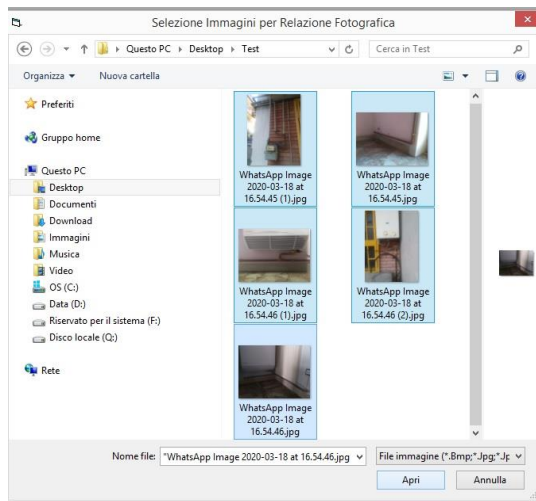 Selezione Immagini per Relazione Fotografica
Questo PC Desktop Test
Cerca in Test
Organizza Nuova cartella
Preferiti
Gruppo home
Questo PC
Desktop
Documenti
Download
Immagini
Musica
Video
OS (C:)
Data (D:)
Riservato per il sistema (F:)
Disco locale (Q:)
Rete
WhatsApp Image
2020-03-18 at
16.54.45 (1).jpg
WhatsApp Image
2020-03-18 at
16.54.45.jpg
WhatsApp Image
2020-03-18 at
16.54.46 (1).jpg
WhatsApp Image
2020-03-18 at
16.54.46 (2).jpg
WhatsApp Image
2020-03-18 at
16.54.46.jpg
Nome file: "WhatsApp Image 2020-03-18 at 16.54.46.jpg
File immagine (*.Bmp;*.Jpg;*.Jp
Apri Annulla